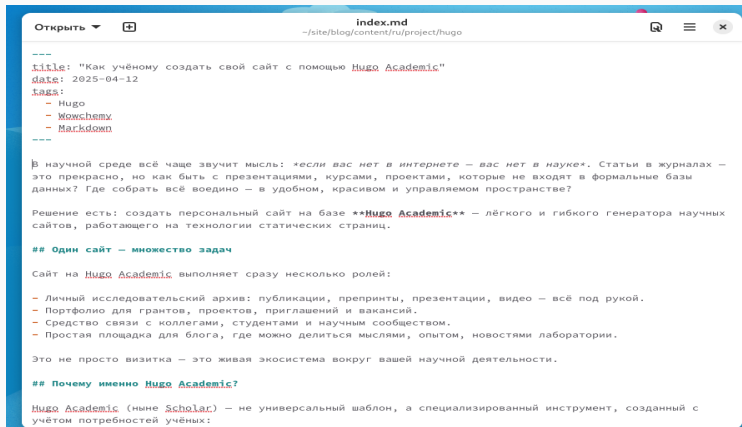 Открыть
index.md
~/site/blog/content/ru/project/hugo
---
title: "Как учёному создать свой сайт с помощью Hugo Academic"
date: 2025-04-12
tags:
  - Hugo
  - Wowchemy
  - Markdown
---
В научной среде всё чаще звучит мысль: *если вас нет в интернете — вас нет в науке*. Статьи в журналах —
это прекрасно, но как быть с презентациями, курсами, проектами, которые не входят в формальные базы
данных? Где собрать всё воедино — в удобном, красивом и управляемом пространстве?
Решение есть: создать персональный сайт на базе **Hugo Academic** — лёгкого и гибкого генератора научных
сайтов, работающего на технологии статических страниц.
## Один сайт — множество задач
Сайт на Hugo Academic выполняет сразу несколько ролей:
- Личный исследовательский архив: публикации, препринты, презентации, видео — всё под рукой.
- Портфолио для грантов, проектов, приглашений и вакансий.
- Средство связи с коллегами, студентами и научным сообществом.
- Простая площадка для блога, где можно делиться мыслями, опытом, новостями лаборатории.
Это не просто визитка — это живая экосистема вокруг вашей научной деятельности.
## Почему именно Hugo Academic?
Hugo Academic (ныне Scholar) — не универсальный шаблон, а специализированный инструмент, созданный с
учётом потребностей учёных: